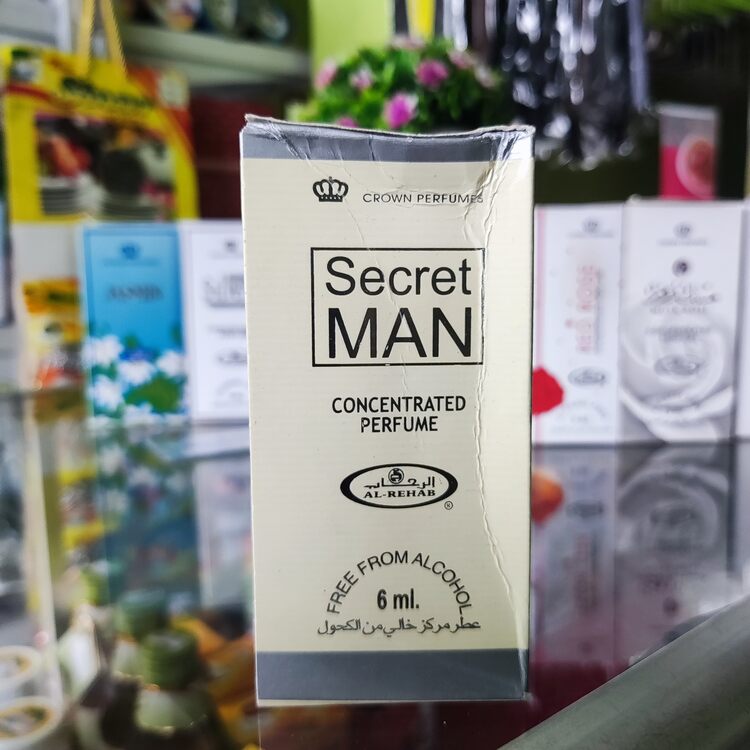 CROWN PERFUMES
Secret
MAN
CONCENTRATED
PERFUME
الرحاب
AL-REHAB
®
FREE FROM ALCOHOL
6 ml.
عطر مركز خالي من الكحول